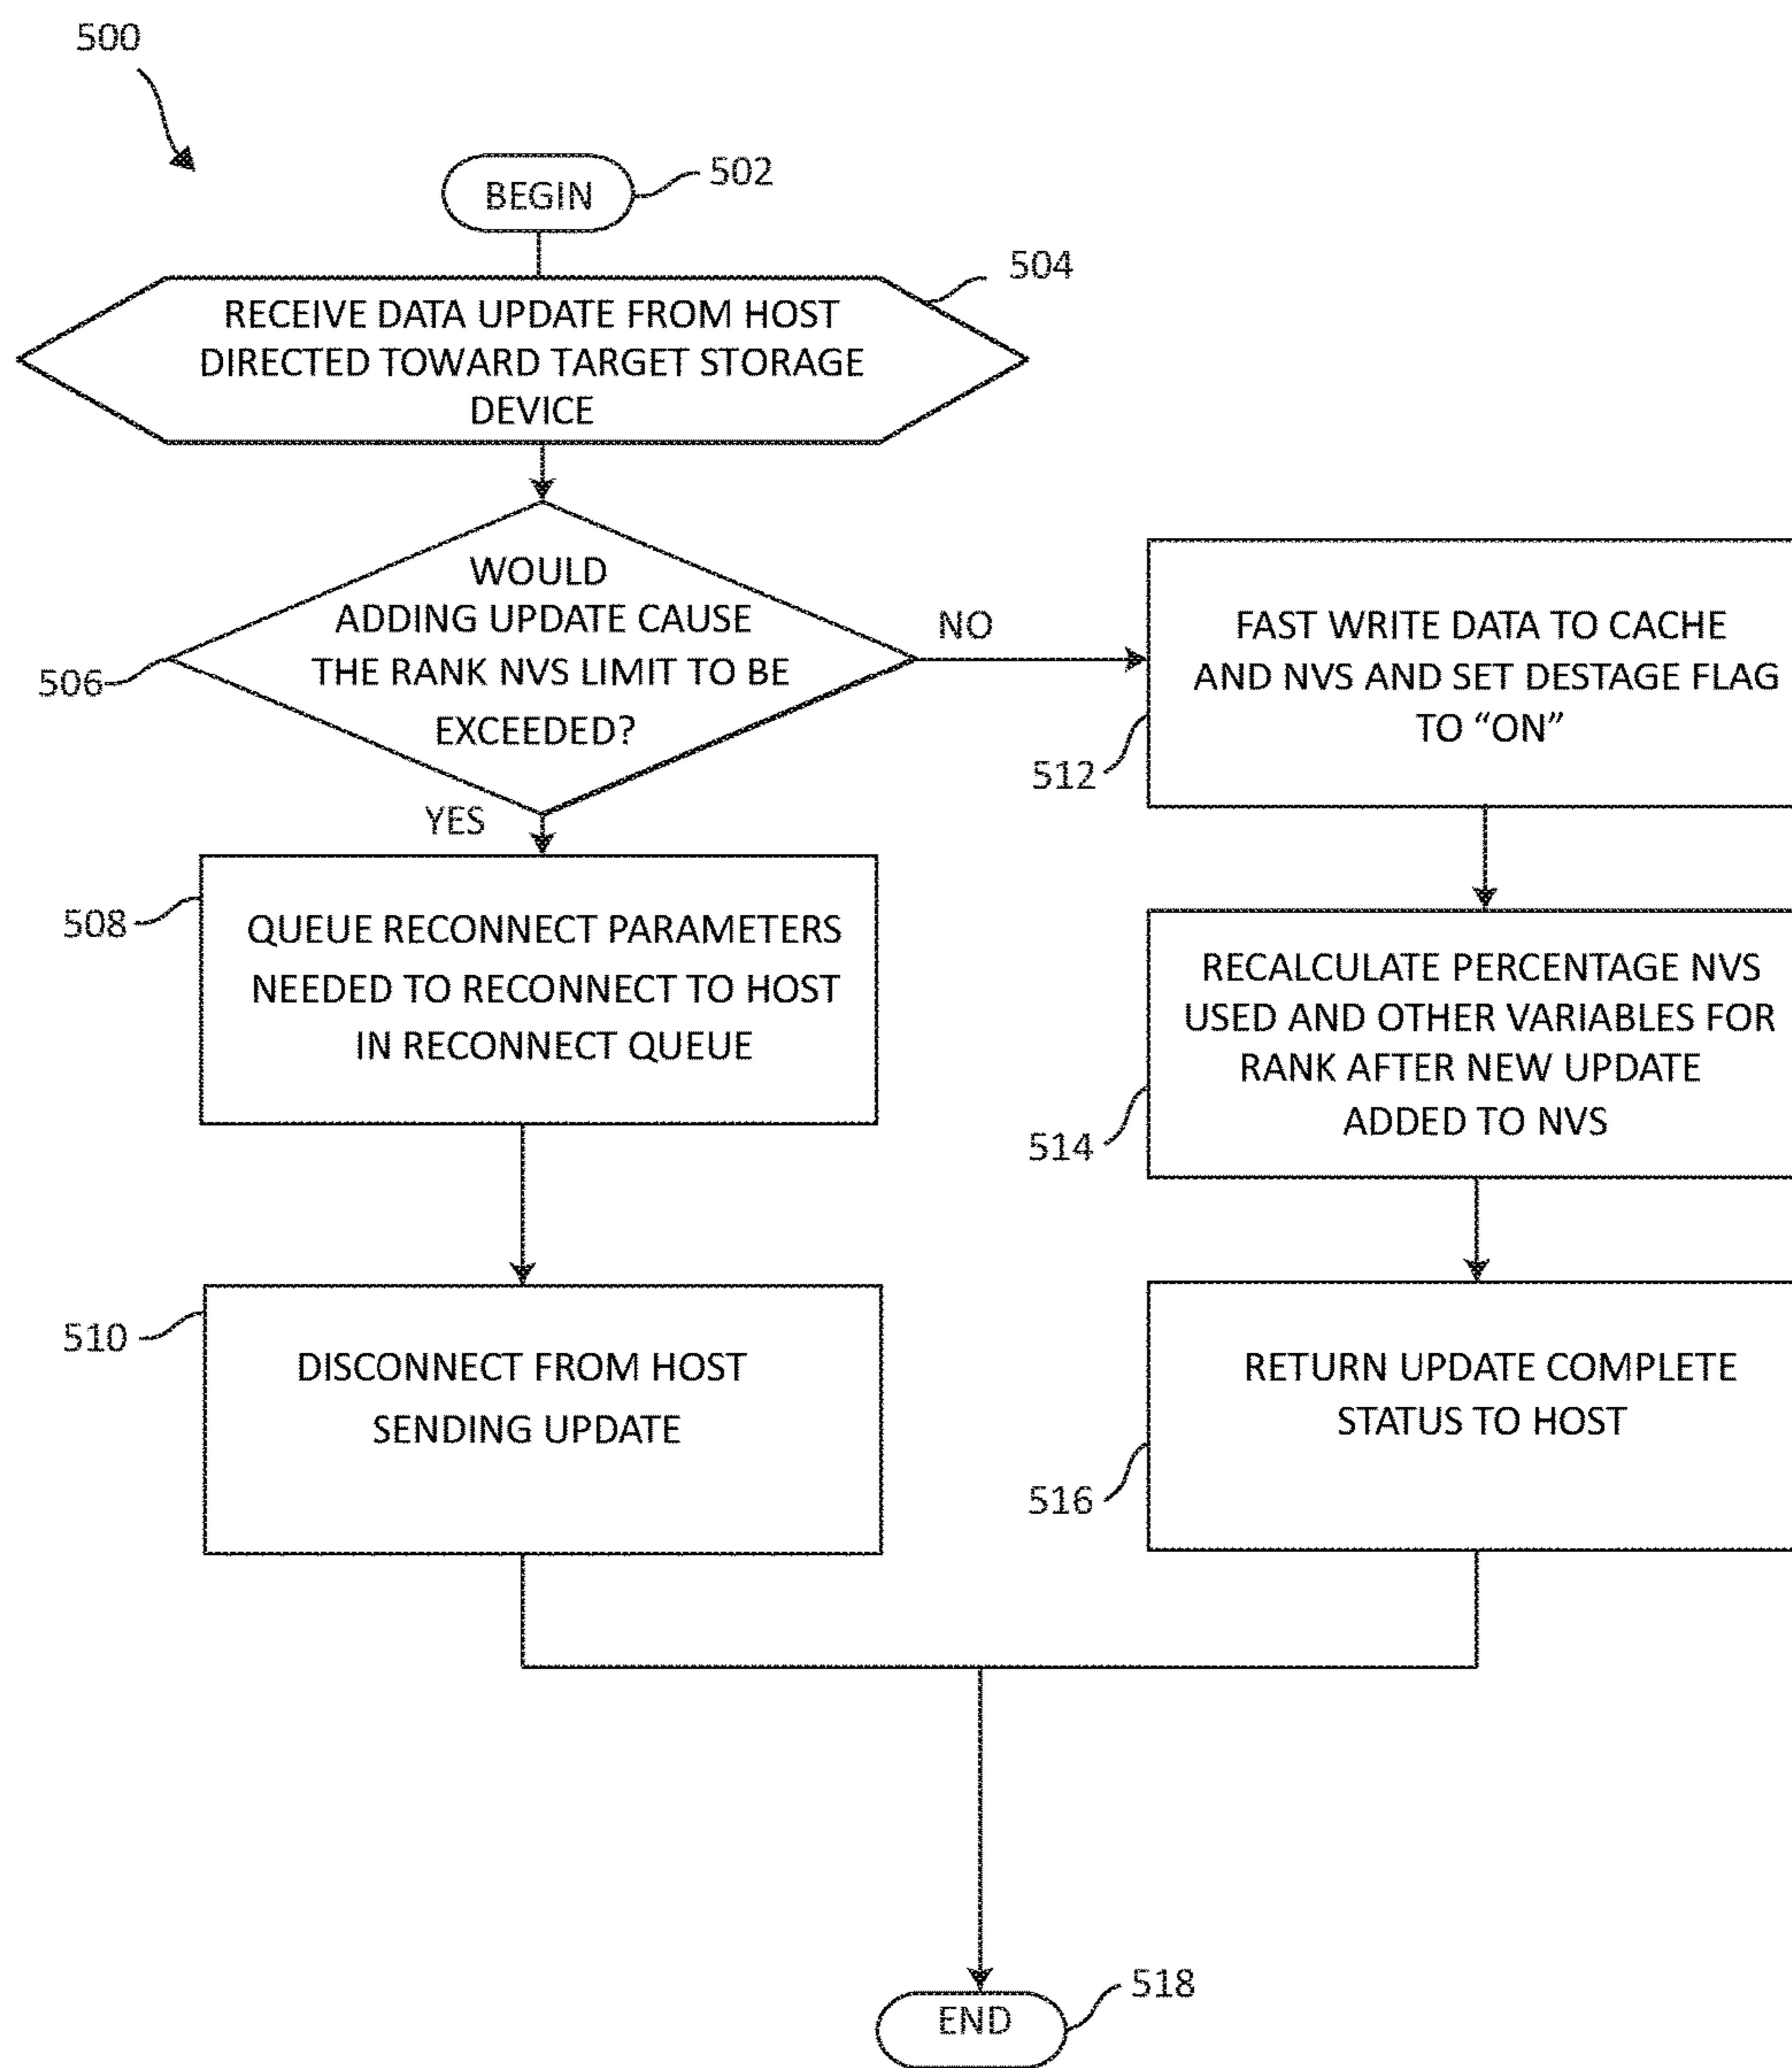 500
BEGIN
502
504
RECEIVE DATA UPDATE FROM HOST
DIRECTED TOWARD TARGET STORAGE
DEVICE
506
WOULD
ADDING UPDATE CAUSE
THE RANK NVS LIMIT TO BE
EXCEEDED?
NO
YES
508
QUEUE RECONNECT PARAMETERS
NEEDED TO RECONNECT TO HOST
IN RECONNECT QUEUE
510
DISCONNECT FROM HOST
SENDING UPDATE
512
FAST WRITE DATA TO CACHE
AND NVS AND SET DESTAGE FLAG
TO “ON”
514
RECALCULATE PERCENTAGE NVS
USED AND OTHER VARIABLES FOR
RANK AFTER NEW UPDATE
ADDED TO NVS
516
RETURN UPDATE COMPLETE
STATUS TO HOST
END
518